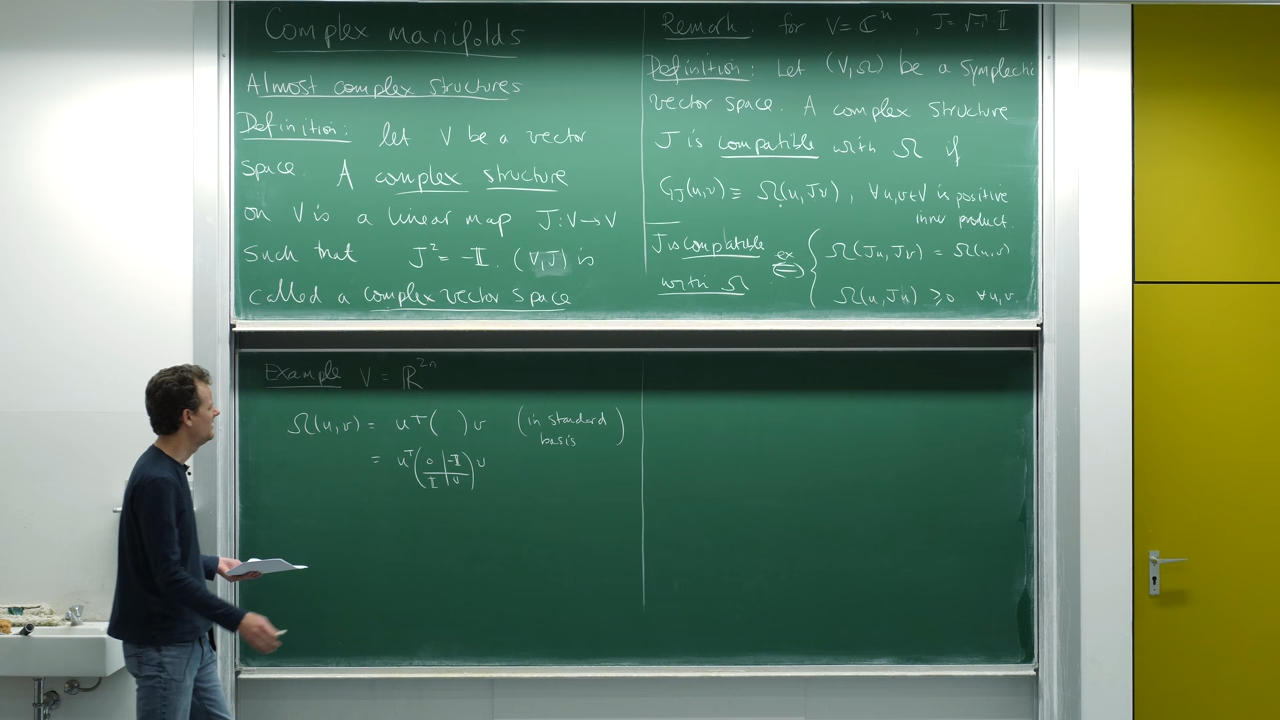 Complex manifolds
Almost complex structures
Definition: let V be a vector
space. A complex structure
on V is a linear map J: V → V
such that J² = -𝕀. (V,J) is
called a complex vector space
Remark: for V = ℂⁿ, J = √-1 𝕀
Definition: Let (V,Ω) be a symplectic
vector space. A complex structure
J is compatible with Ω if
G_J(u,v) ≡ Ω(u,Jv), ∀u,v∈V is positive
inner product.
J is compatible
with Ω
ex
⟺ { Ω(Ju,Jv) = Ω(u,v)
Ω(u,Ju) ⩾ 0 ∀u,v.
Example V = ℝ²ⁿ
Ω(u,v) = uᵀ( )v (in standard
basis)
= uᵀ(0 | -𝕀
𝕀 | 0)v